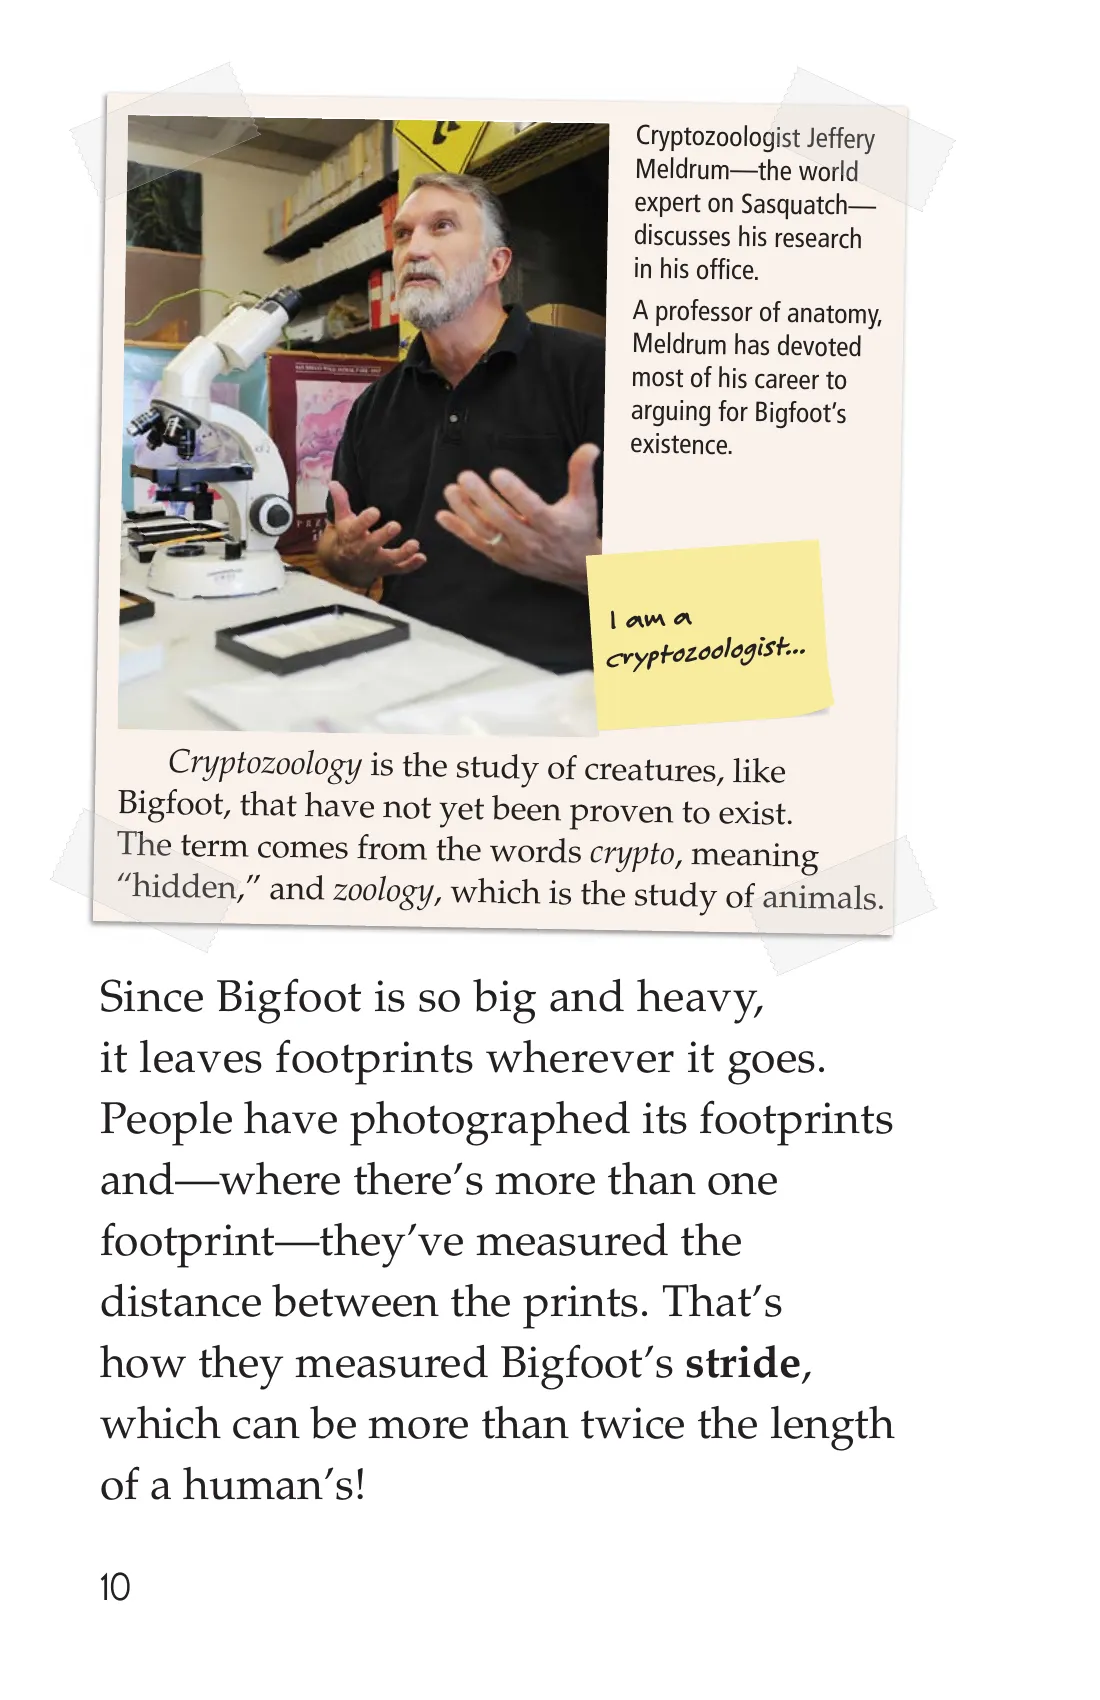 Cryptozoologist Jeffery
Meldrum—the world
expert on Sasquatch—
discusses his research
in his office.
A professor of anatomy,
Meldrum has devoted
most of his career to
arguing for Bigfoot’s
existence.
I am a
cryptozoologist...
Cryptozoology is the study of creatures, like
Bigfoot, that have not yet been proven to exist.
The term comes from the words crypto, meaning
“hidden,” and zoology, which is the study of animals.
Since Bigfoot is so big and heavy,
it leaves footprints wherever it goes.
People have photographed its footprints
and—where there’s more than one
footprint—they’ve measured the
distance between the prints. That’s
how they measured Bigfoot’s stride,
which can be more than twice the length
of a human’s!
10